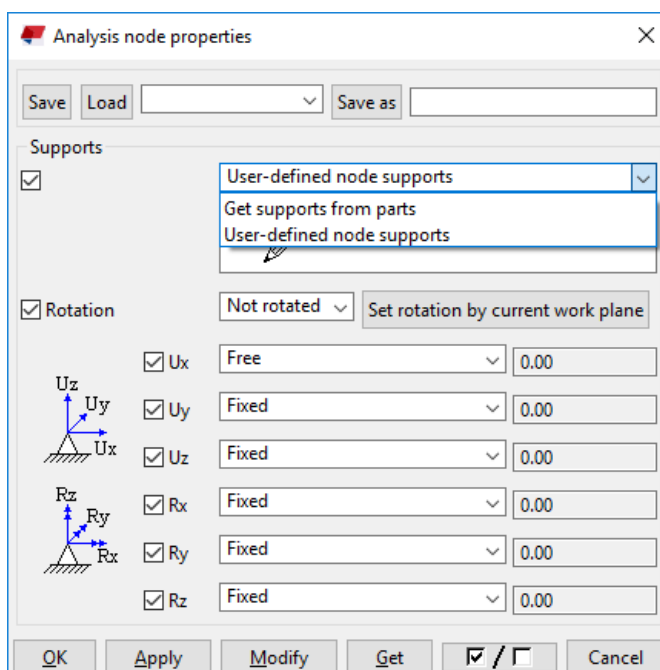 Analysis node properties
Save Load Save as
Supports
User-defined node supports
Get supports from parts
User-defined node supports
Rotation Not rotated Set rotation by current work plane
Ux Free 0.00
Uz
Uy Uy Fixed 0.00
Ux Uz Fixed 0.00
Rz Rx Fixed 0.00
Ry
Rx Ry Fixed 0.00
Rz Fixed 0.00
OK Apply Modify Get / Cancel